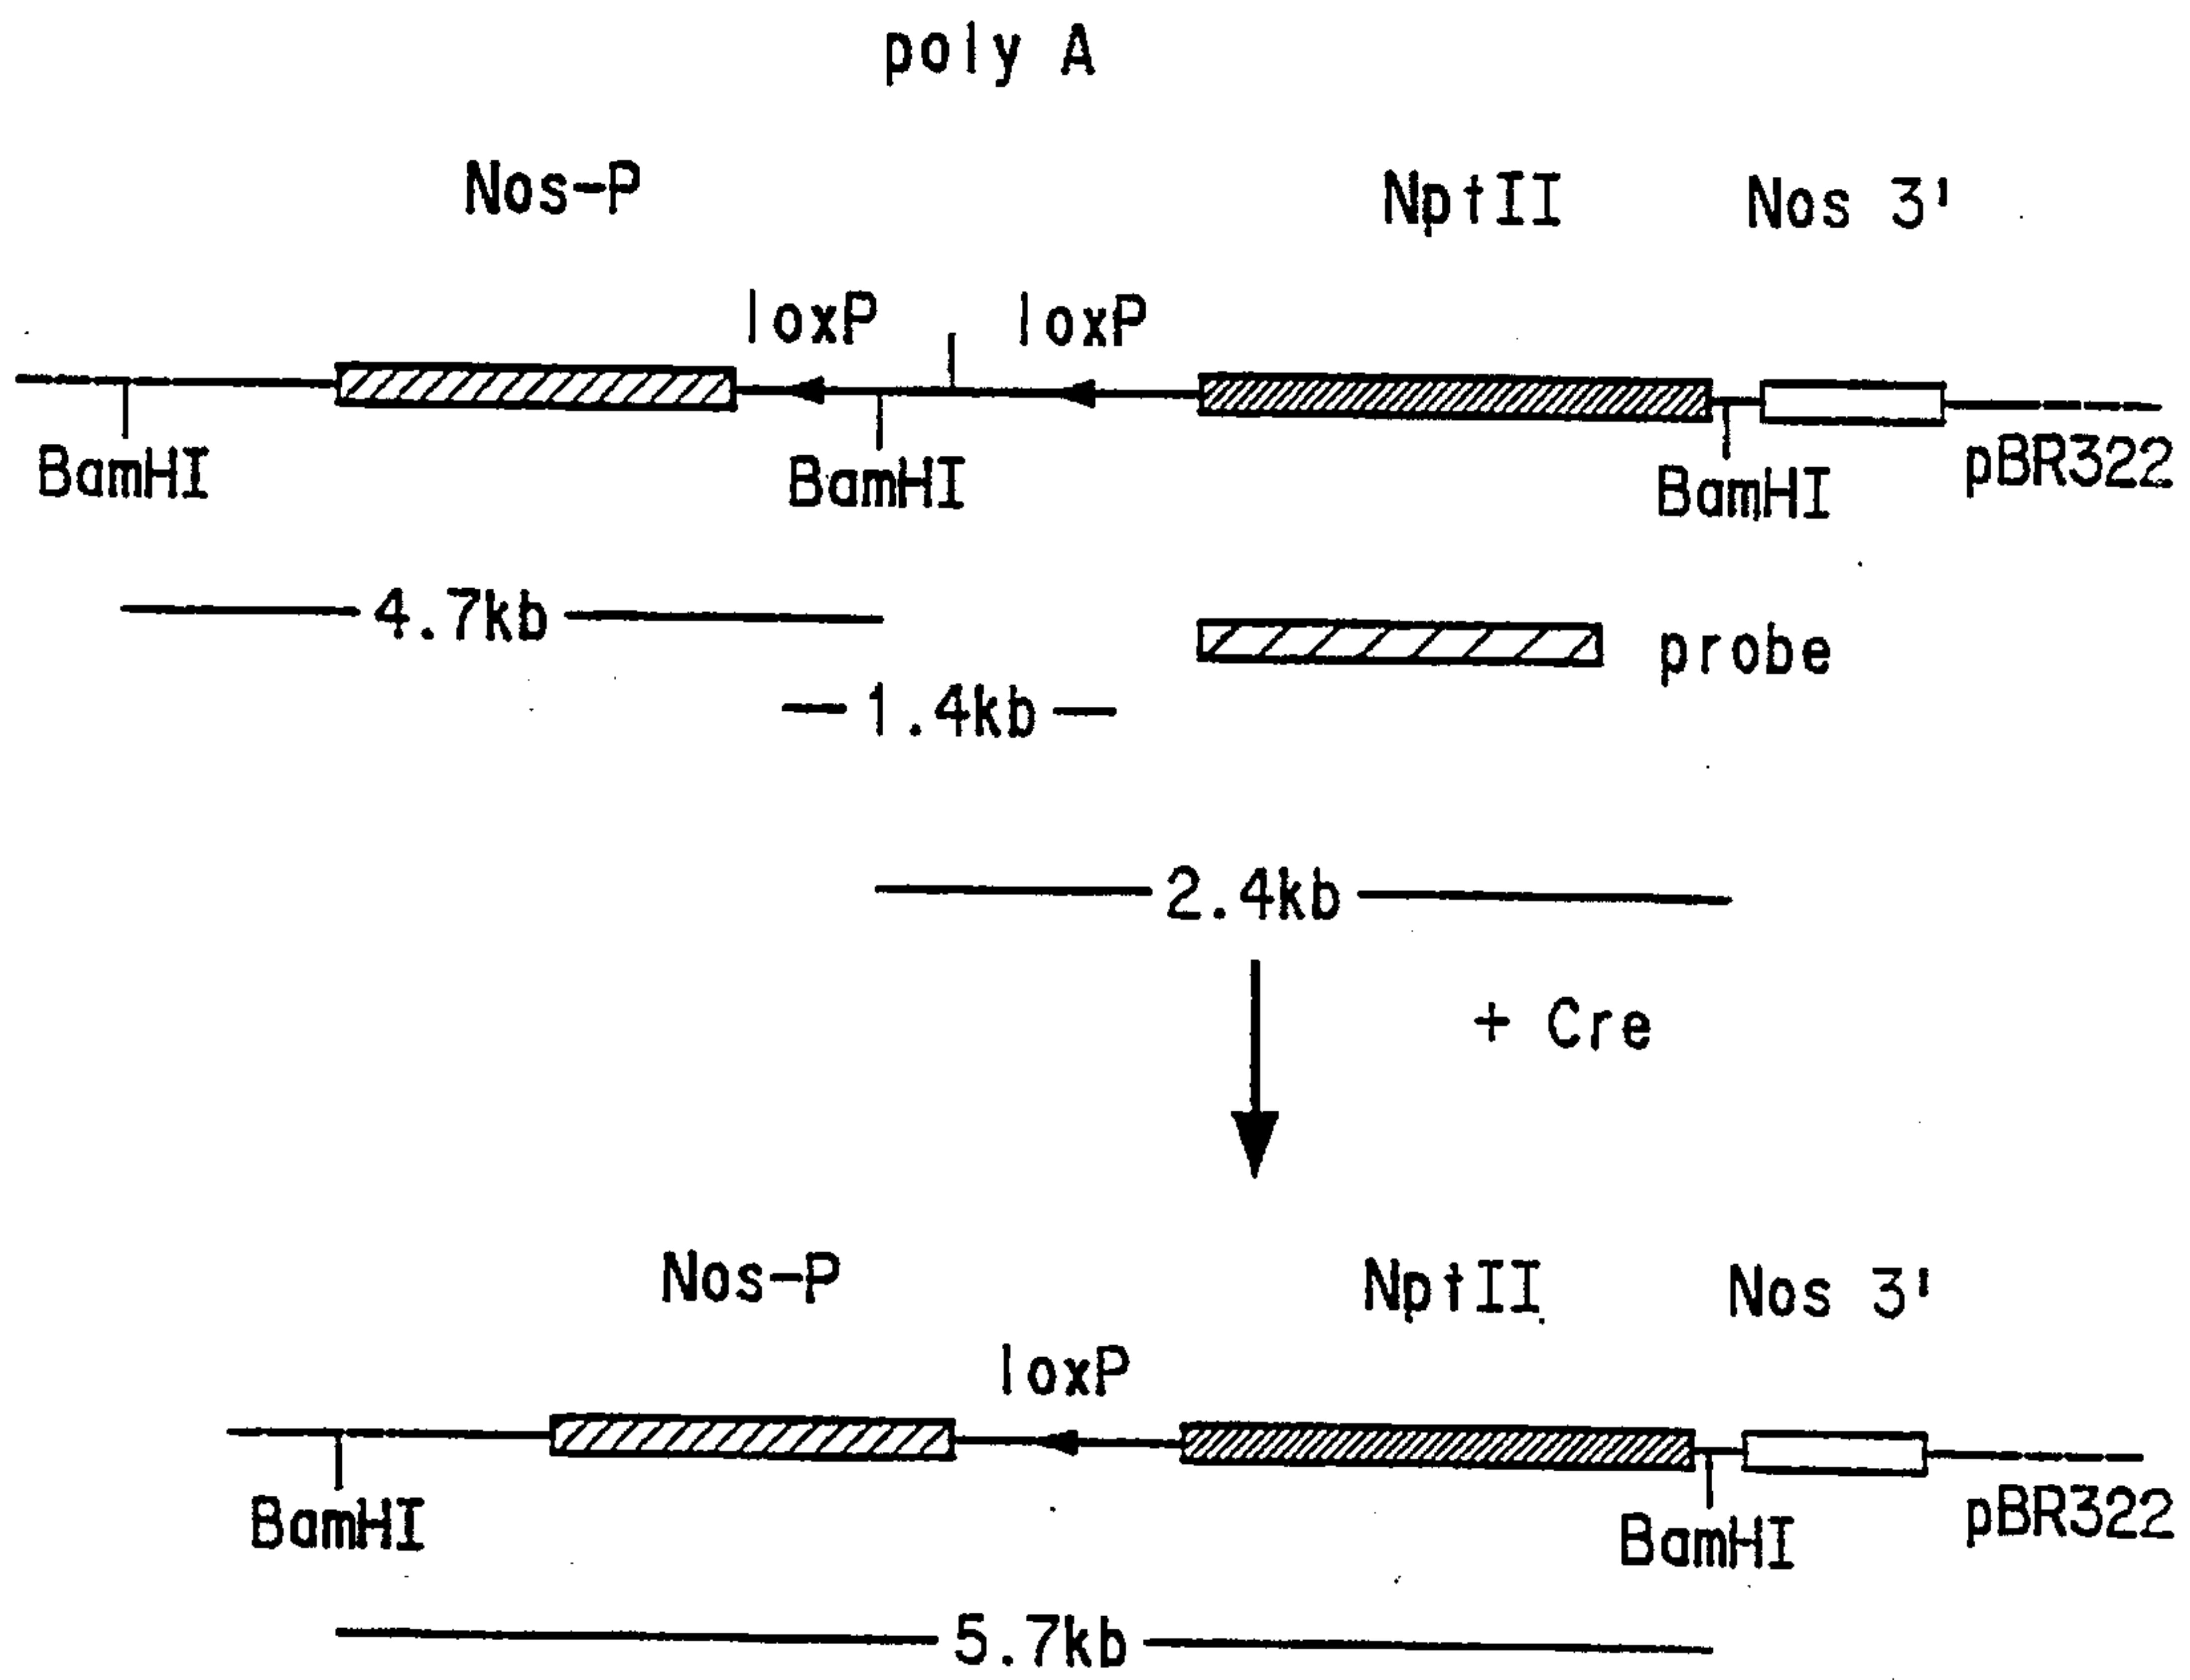 poly A
Nos-P
NptII
Nos 3'
loxP
loxP
BamHI
BamHI
BamHI
pBR322
4.7kb
probe
1.4kb
2.4kb
+ Cre
Nos-P
NptII
Nos 3'
loxP
BamHI
BamHI
pBR322
5.7kb